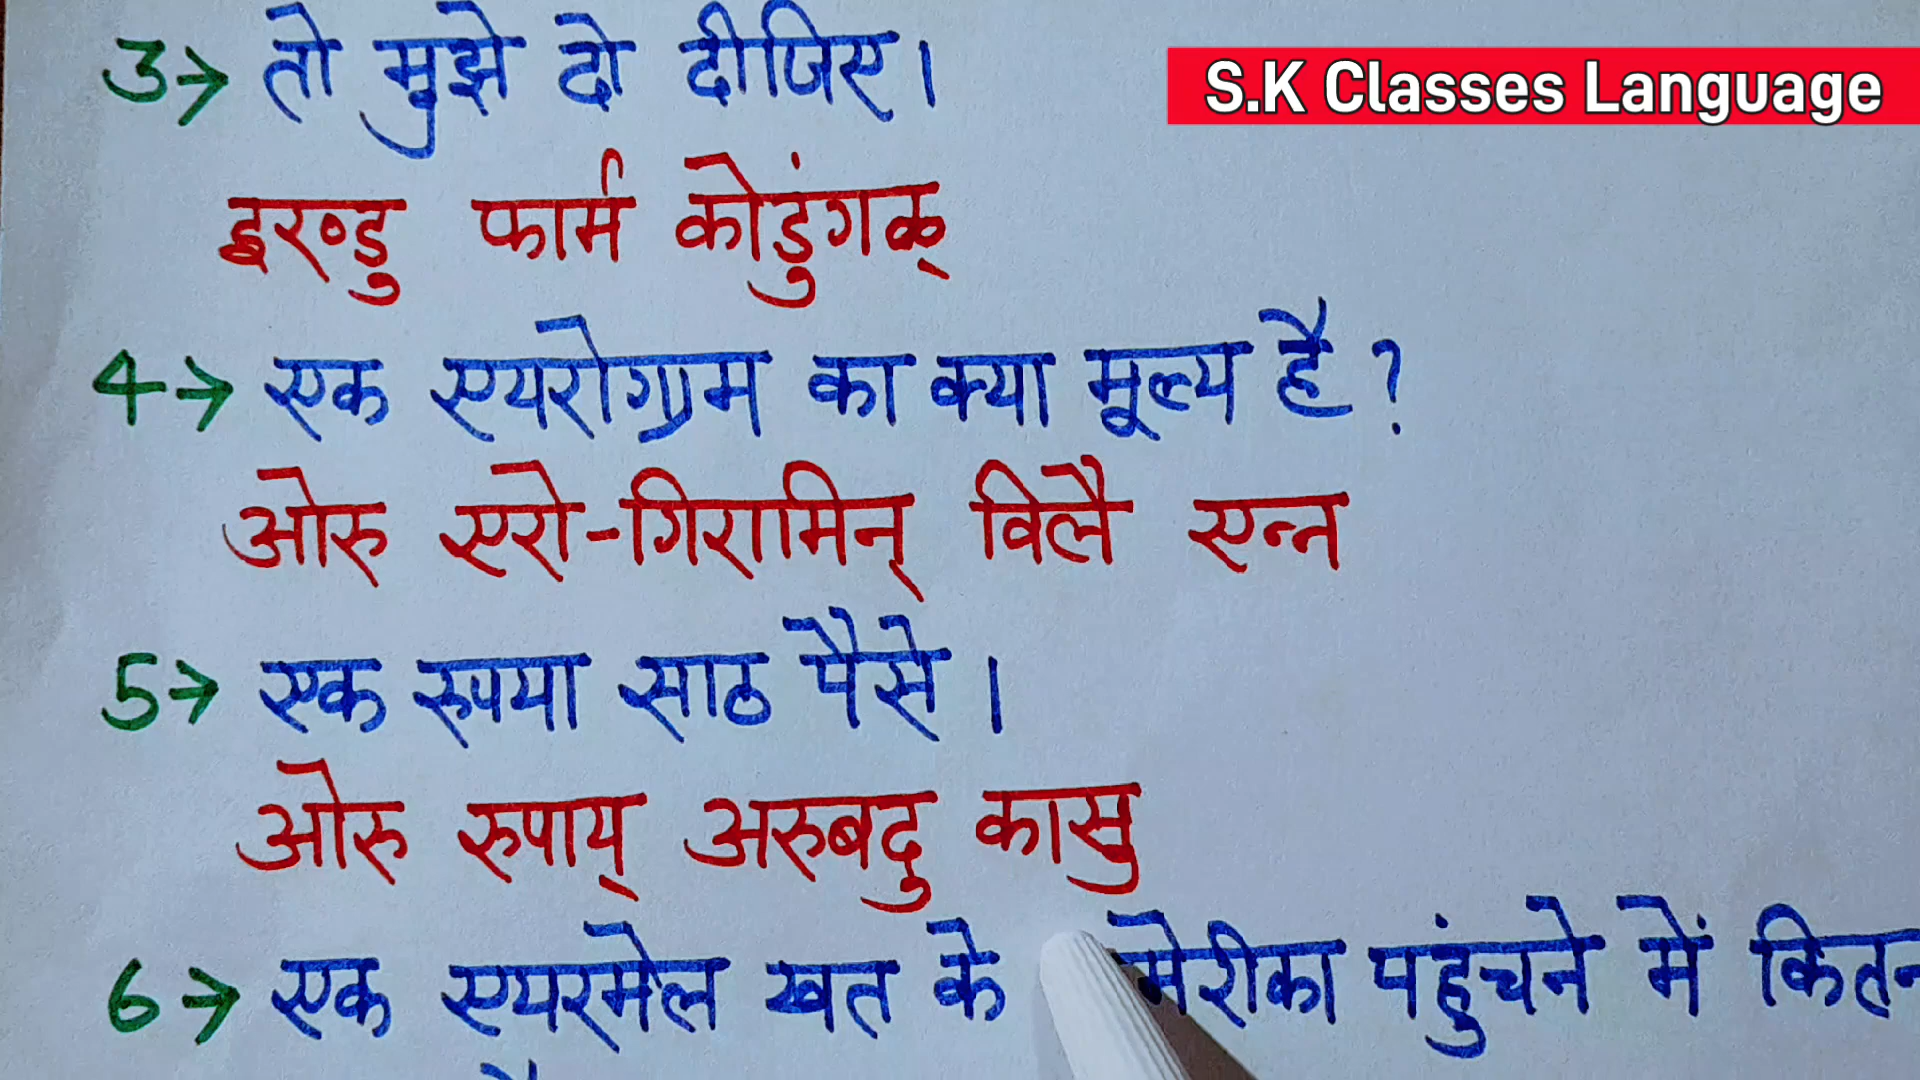 3→ तो मुझे दो दीजिए।
S.K Classes Language
इरण्डु फार्म कोडुंगळ्
4→ एक एयरोग्राम का क्या मूल्य है?
ओरु एरो-गिरामिन् विलै एन्न
5→ एक रुपया साठ पैसे।
ओरु रुपाय् अरुबदु कासु
6→ एक एयरमेल खत के मेरीका पहुंचने में कितन